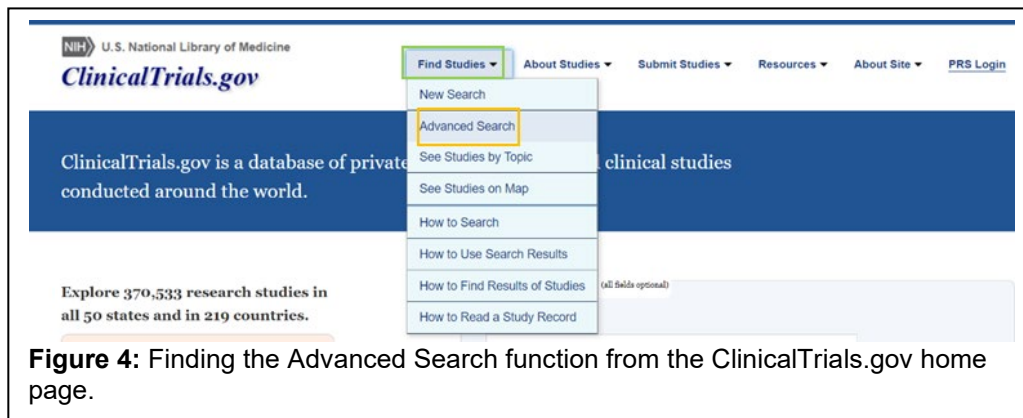 NIH U.S. National Library of Medicine
ClinicalTrials.gov
Find Studies About Studies Submit Studies Resources About Site PRS Login
New Search
Advanced Search
See Studies by Topic
See Studies on Map
How to Search
How to Use Search Results
How to Find Results of Studies
How to Read a Study Record
ClinicalTrials.gov is a database of private
clinical studies
conducted around the world.
Explore 370,533 research studies in
all 50 states and in 219 countries.
(all fields optional)
Figure 4: Finding the Advanced Search function from the ClinicalTrials.gov home
page.